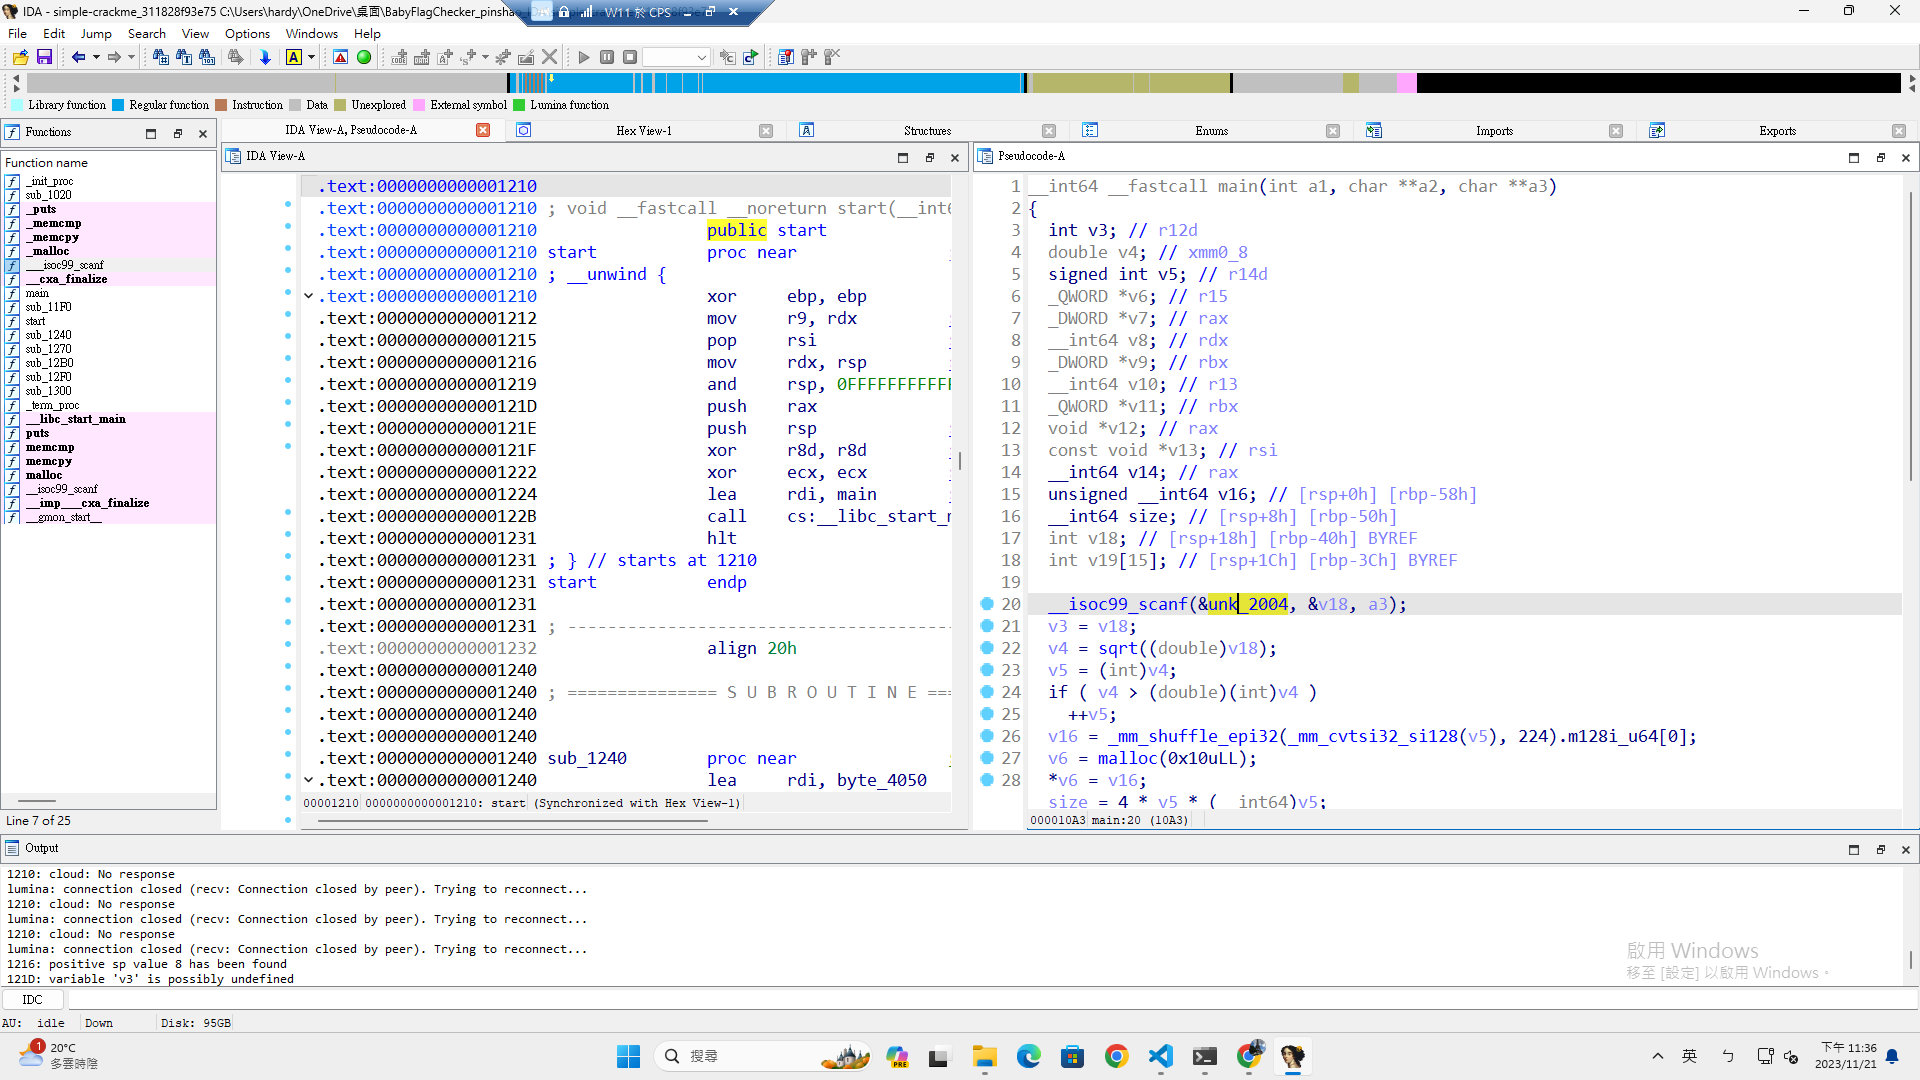 IDA - simple-crackme_311828f93e75 C:\Users\hardy\OneDrive\桌面\BabyFlagChecker_pinshao
W11 於 CPS
File Edit Jump Search View Options Windows Help
Library function Regular function Instruction Data Unexplored External symbol Lumina function
Functions
Function name
_init_proc
sub_1020
_puts
_memcmp
_memcpy
_malloc
___isoc99_scanf
__cxa_finalize
main
sub_11F0
start
sub_1240
sub_1270
sub_12B0
sub_12F0
sub_1300
_term_proc
__libc_start_main
puts
memcmp
memcpy
malloc
__isoc99_scanf
__imp___cxa_finalize
__gmon_start__
Line 7 of 25
IDA View-A, Pseudocode-A
Hex View-1
Structures
Enums
Imports
Exports
IDA View-A
.text:0000000000001210
.text:0000000000001210 ; void __fastcall __noreturn start(__int6
.text:0000000000001210 public start
.text:0000000000001210 start proc near
.text:0000000000001210 ; __unwind {
.text:0000000000001210 xor ebp, ebp
.text:0000000000001212 mov r9, rdx
.text:0000000000001215 pop rsi
.text:0000000000001216 mov rdx, rsp
.text:0000000000001219 and rsp, 0FFFFFFFFFFF
.text:000000000000121D push rax
.text:000000000000121E push rsp
.text:000000000000121F xor r8d, r8d
.text:0000000000001222 xor ecx, ecx
.text:0000000000001224 lea rdi, main
.text:000000000000122B call cs:__libc_start_m
.text:0000000000001231 hlt
.text:0000000000001231 ; } // starts at 1210
.text:0000000000001231 start endp
.text:0000000000001231
.text:0000000000001231 ; ---------------------------------------
.text:0000000000001232 align 20h
.text:0000000000001240
.text:0000000000001240 ; =============== S U B R O U T I N E ===
.text:0000000000001240
.text:0000000000001240
.text:0000000000001240 sub_1240 proc near
.text:0000000000001240 lea rdi, byte_4050
00001210 0000000000001210: start (Synchronized with Hex View-1)
Pseudocode-A
1 __int64 __fastcall main(int a1, char **a2, char **a3)
2 {
3 int v3; // r12d
4 double v4; // xmm0_8
5 signed int v5; // r14d
6 _QWORD *v6; // r15
7 _DWORD *v7; // rax
8 __int64 v8; // rdx
9 _DWORD *v9; // rbx
10 __int64 v10; // r13
11 _QWORD *v11; // rbx
12 void *v12; // rax
13 const void *v13; // rsi
14 __int64 v14; // rax
15 unsigned __int64 v16; // [rsp+0h] [rbp-58h]
16 __int64 size; // [rsp+8h] [rbp-50h]
17 int v18; // [rsp+18h] [rbp-40h] BYREF
18 int v19[15]; // [rsp+1Ch] [rbp-3Ch] BYREF
19
20 __isoc99_scanf(&unk_2004, &v18, a3);
21 v3 = v18;
22 v4 = sqrt((double)v18);
23 v5 = (int)v4;
24 if ( v4 > (double)(int)v4 )
25 ++v5;
26 v16 = _mm_shuffle_epi32(_mm_cvtsi32_si128(v5), 224).m128i_u64[0];
27 v6 = malloc(0x10uLL);
28 *v6 = v16;
size = 4 * v5 * (__int64)v5;
000010A3 main:20 (10A3)
Output
1210: cloud: No response
lumina: connection closed (recv: Connection closed by peer). Trying to reconnect...
1210: cloud: No response
lumina: connection closed (recv: Connection closed by peer). Trying to reconnect...
1210: cloud: No response
lumina: connection closed (recv: Connection closed by peer). Trying to reconnect...
1216: positive sp value 8 has been found
121D: variable 'v3' is possibly undefined
IDC
AU: idle Down Disk: 95GB
啟用 Windows
移至 [設定] 以啟用 Windows。
1
20°C
多雲時陰
搜尋
PRE
英
ㄅ
下午 11:36
2023/11/21